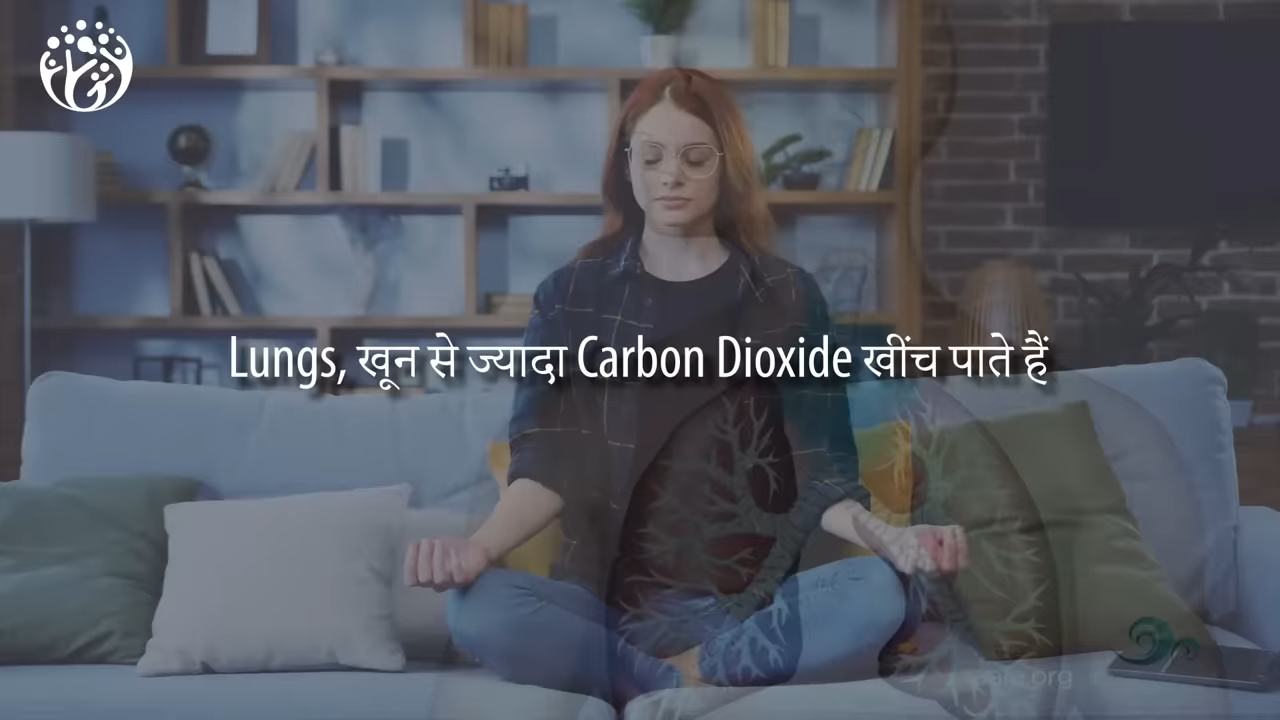 Lungs, खून से ज्यादा Carbon Dioxide खींच पाते हैं